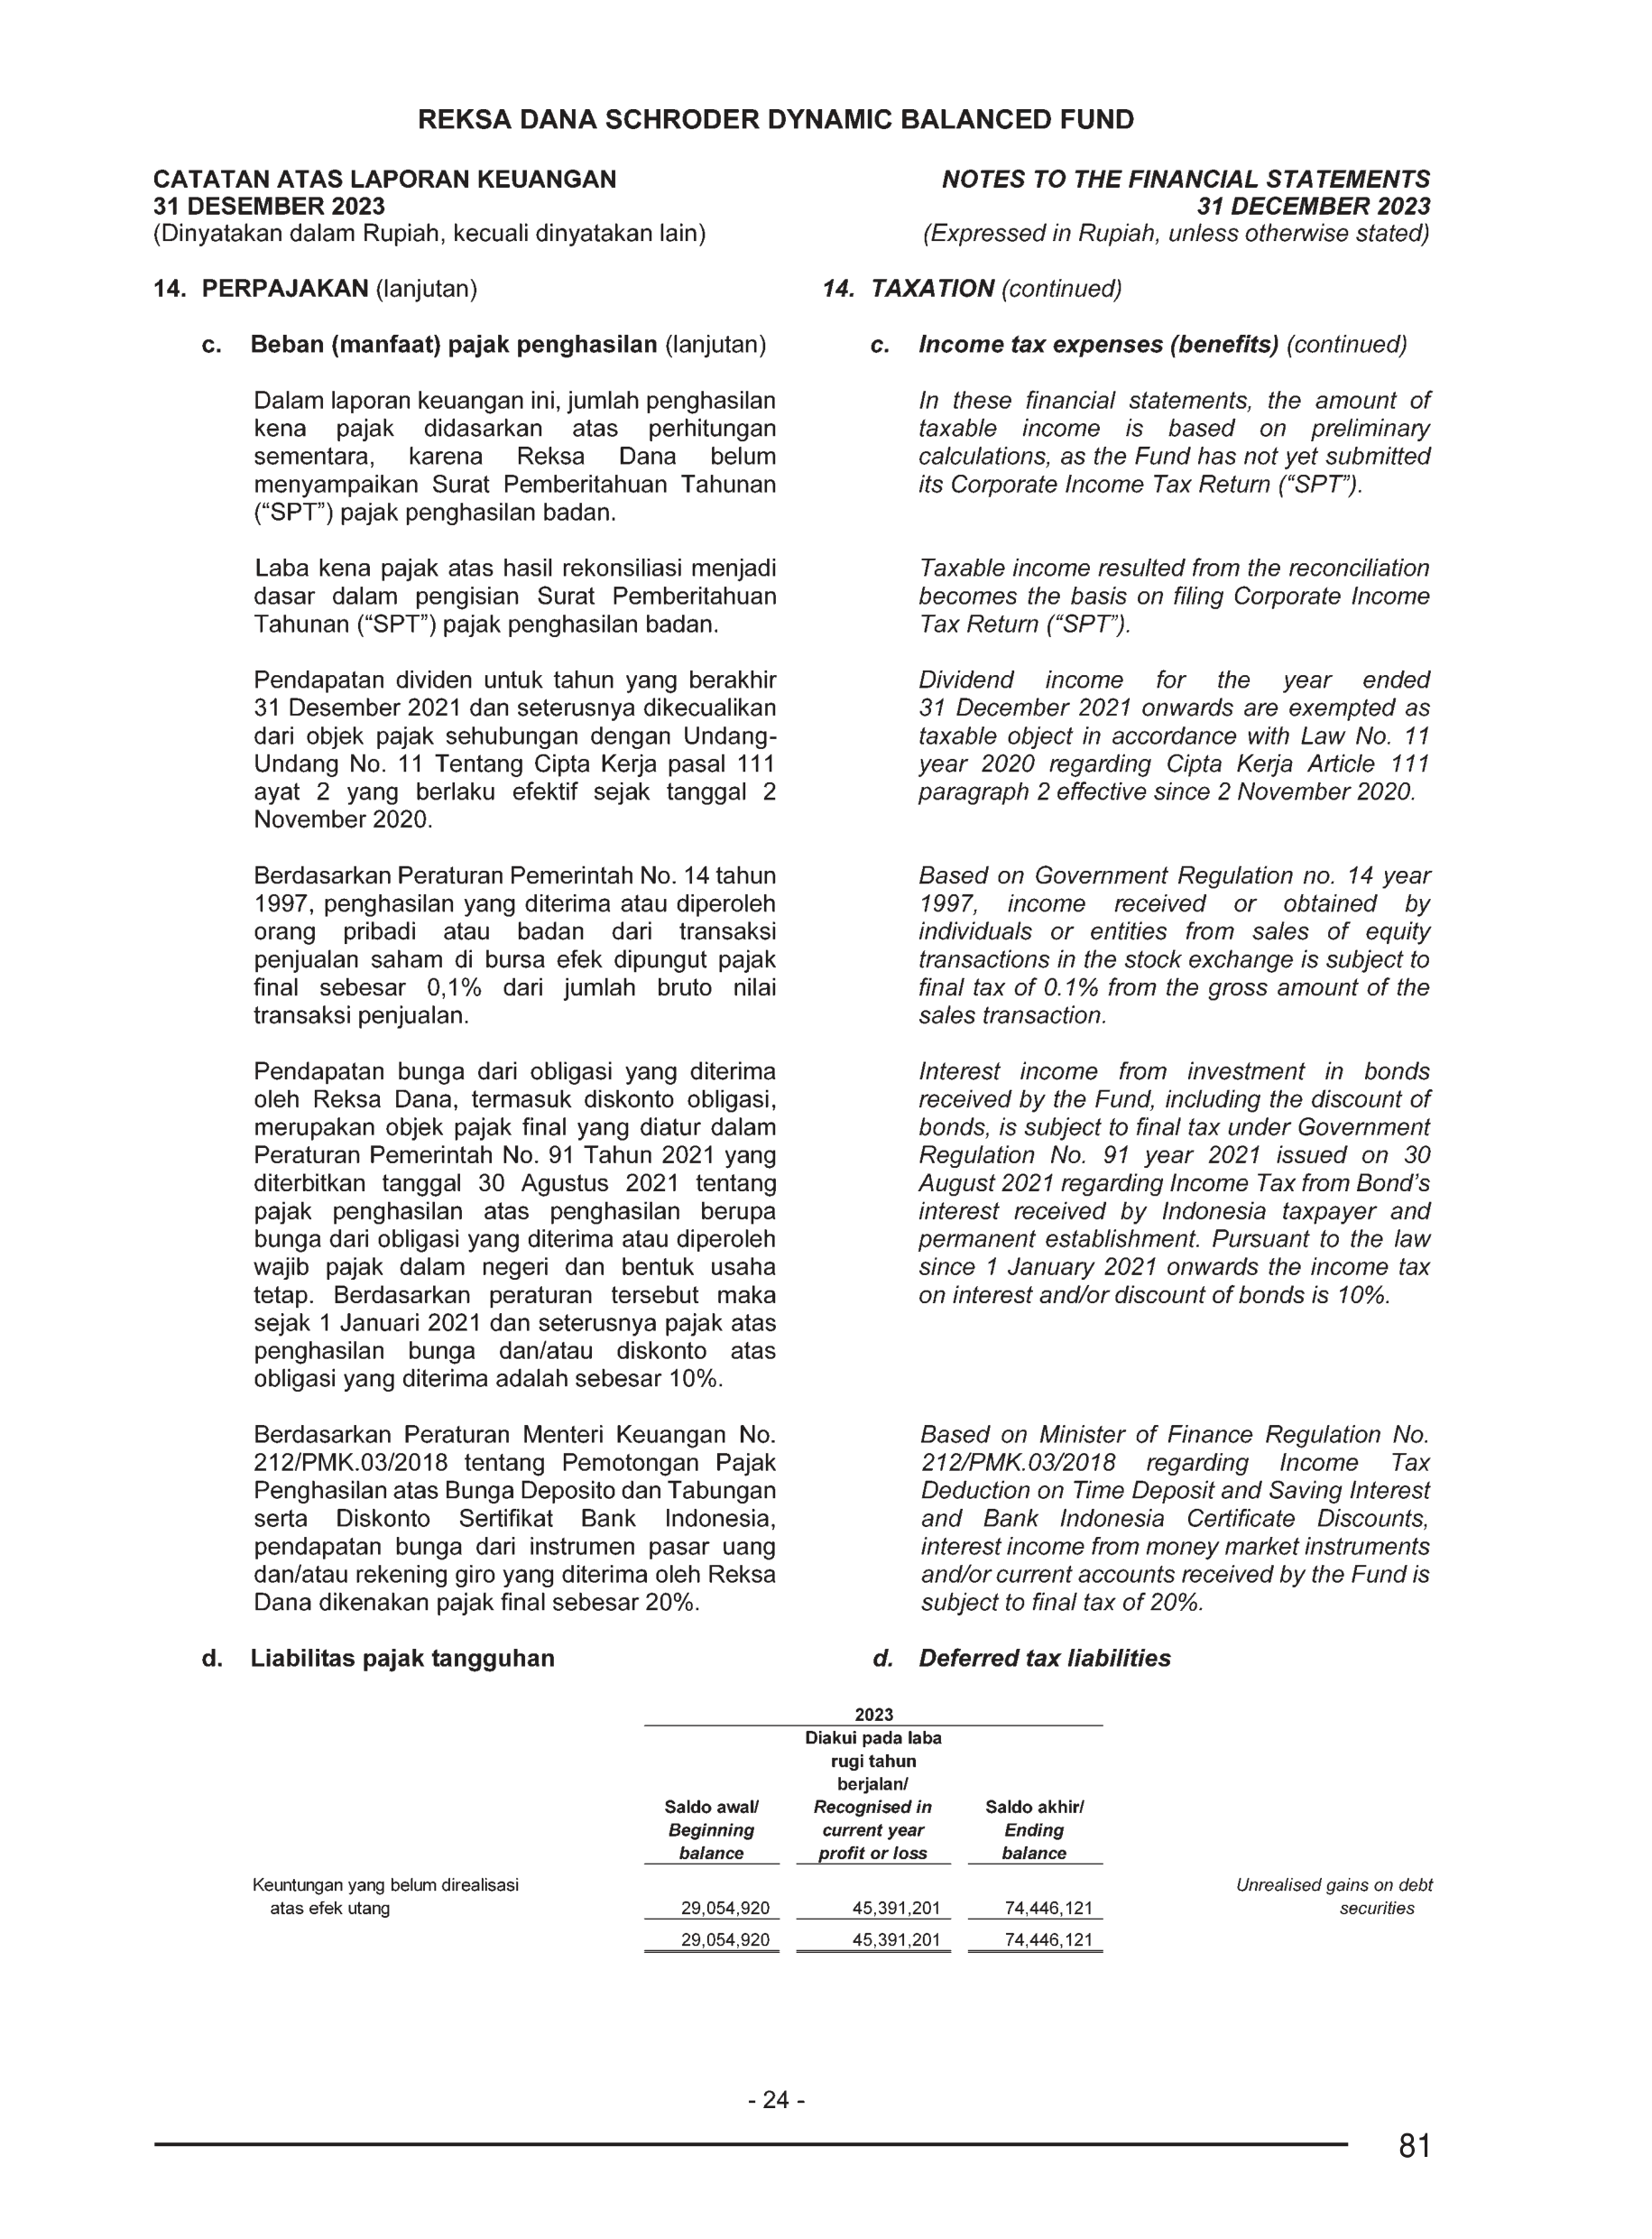 REKSA DANA SCHRODER DYNAMIC BALANCED FUND
CATATAN ATAS LAPORAN KEUANGAN
31 DESEMBER 2023
(Dinyatakan dalam Rupiah, kecuali dinyatakan lain)
NOTES TO THE FINANCIAL STATEMENTS
31 DECEMBER 2023
(Expressed in Rupiah, unless otherwise stated)
14. PERPAJAKAN (lanjutan)
c. Beban (manfaat) pajak penghasilan (lanjutan)
Dalam laporan keuangan ini, jumlah penghasilan
kena pajak didasarkan atas perhitungan
sementara, karena Reksa Dana belum
menyampaikan Surat Pemberitahuan Tahunan
(“SPT”) pajak penghasilan badan.
Laba kena pajak atas hasil rekonsiliasi menjadi
dasar dalam pengisian Surat Pemberitahuan
Tahunan (“SPT”) pajak penghasilan badan.
Pendapatan dividen untuk tahun yang berakhir
31 Desember 2021 dan seterusnya dikecualikan
dari objek pajak sehubungan dengan Undang-
Undang No. 11 Tentang Cipta Kerja pasal 111
ayat 2 yang berlaku efektif sejak tanggal 2
November 2020.
Berdasarkan Peraturan Pemerintah No. 14 tahun
1997, penghasilan yang diterima atau diperoleh
orang pribadi atau badan dari transaksi
penjualan saham di bursa efek dipungut pajak
final sebesar 0,1% dari jumlah bruto nilai
transaksi penjualan.
Pendapatan bunga dari obligasi yang diterima
oleh Reksa Dana, termasuk diskonto obligasi,
merupakan objek pajak final yang diatur dalam
Peraturan Pemerintah No. 91 Tahun 2021 yang
diterbitkan tanggal 30 Agustus 2021 tentang
pajak penghasilan atas penghasilan berupa
bunga dari obligasi yang diterima atau diperoleh
wajib pajak dalam negeri dan bentuk usaha
tetap. Berdasarkan peraturan tersebut maka
sejak 1 Januari 2021 dan seterusnya pajak atas
penghasilan bunga dan/atau diskonto atas
obligasi yang diterima adalah sebesar 10%.
Berdasarkan Peraturan Menteri Keuangan No.
212/PMK.03/2018 tentang Pemotongan Pajak
Penghasilan atas Bunga Deposito dan Tabungan
serta Diskonto Sertifikat Bank Indonesia,
pendapatan bunga dari instrumen pasar uang
dan/atau rekening giro yang diterima oleh Reksa
Dana dikenakan pajak final sebesar 20%.
d. Liabilitas pajak tangguhan
14. TAXATION (continued)
c. Income tax expenses (benefits) (continued)
In these financial statements, the amount of
taxable income is based on preliminary
calculations, as the Fund has not yet submitted
its Corporate Income Tax Return (“SPT”).
Taxable income resulted from the reconciliation
becomes the basis on filing Corporate Income
Tax Return (“SPT”).
Dividend income for the year ended
31 December 2021 onwards are exempted as
taxable object in accordance with Law No. 11
year 2020 regarding Cipta Kerja Article 111
paragraph 2 effective since 2 November 2020.
Based on Government Regulation no. 14 year
1997, income received or obtained by
individuals or entities from sales of equity
transactions in the stock exchange is subject to
final tax of 0.1% from the gross amount of the
sales transaction.
Interest income from investment in bonds
received by the Fund, including the discount of
bonds, is subject to final tax under Government
Regulation No. 91 year 2021 issued on 30
August 2021 regarding Income Tax from Bond’s
interest received by Indonesia taxpayer and
permanent establishment. Pursuant to the law
since 1 January 2021 onwards the income tax
on interest and/or discount of bonds is 10%.
Based on Minister of Finance Regulation No.
212/PMK.03/2018 regarding Income Tax
Deduction on Time Deposit and Saving Interest
and Bank Indonesia Certificate Discounts,
interest income from money market instruments
and/or current accounts received by the Fund is
subject to final tax of 20%.
d. Deferred tax liabilities
2023
Diakui pada laba
rugi tahun
berjalan/
Saldo awal/ Recognised in Saldo akhir/
Beginning current year Ending
balance profit or loss balance
Keuntungan yang belum direalisasi Unrealised gains on debt
atas efek utang 29,054,920 45,391,201 74,446,121 securities
29,054,920 45,391,201 74,446,121
- 24 -
81